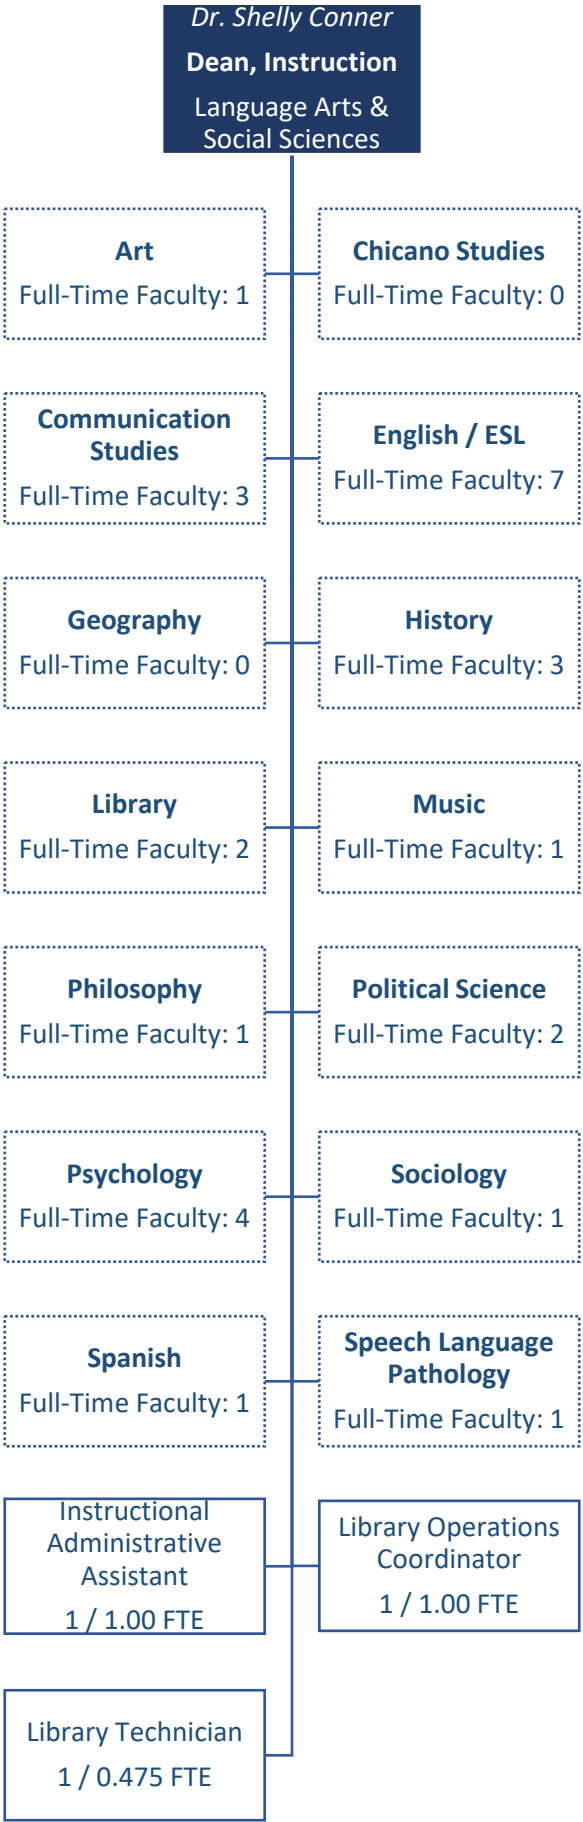 Dr. Shelly Conner
Dean, Instruction
Language Arts &
Social Sciences
Art
Full-Time Faculty: 1
Chicano Studies
Full-Time Faculty: 0
Communication
Studies
Full-Time Faculty: 3
English / ESL
Full-Time Faculty: 7
Geography
Full-Time Faculty: 0
History
Full-Time Faculty: 3
Library
Full-Time Faculty: 2
Music
Full-Time Faculty: 1
Philosophy
Full-Time Faculty: 1
Political Science
Full-Time Faculty: 2
Psychology
Full-Time Faculty: 4
Sociology
Full-Time Faculty: 1
Spanish
Full-Time Faculty: 1
Speech Language
Pathology
Full-Time Faculty: 1
Instructional
Administrative
Assistant
1 / 1.00 FTE
Library Operations
Coordinator
1 / 1.00 FTE
Library Technician
1 / 0.475 FTE